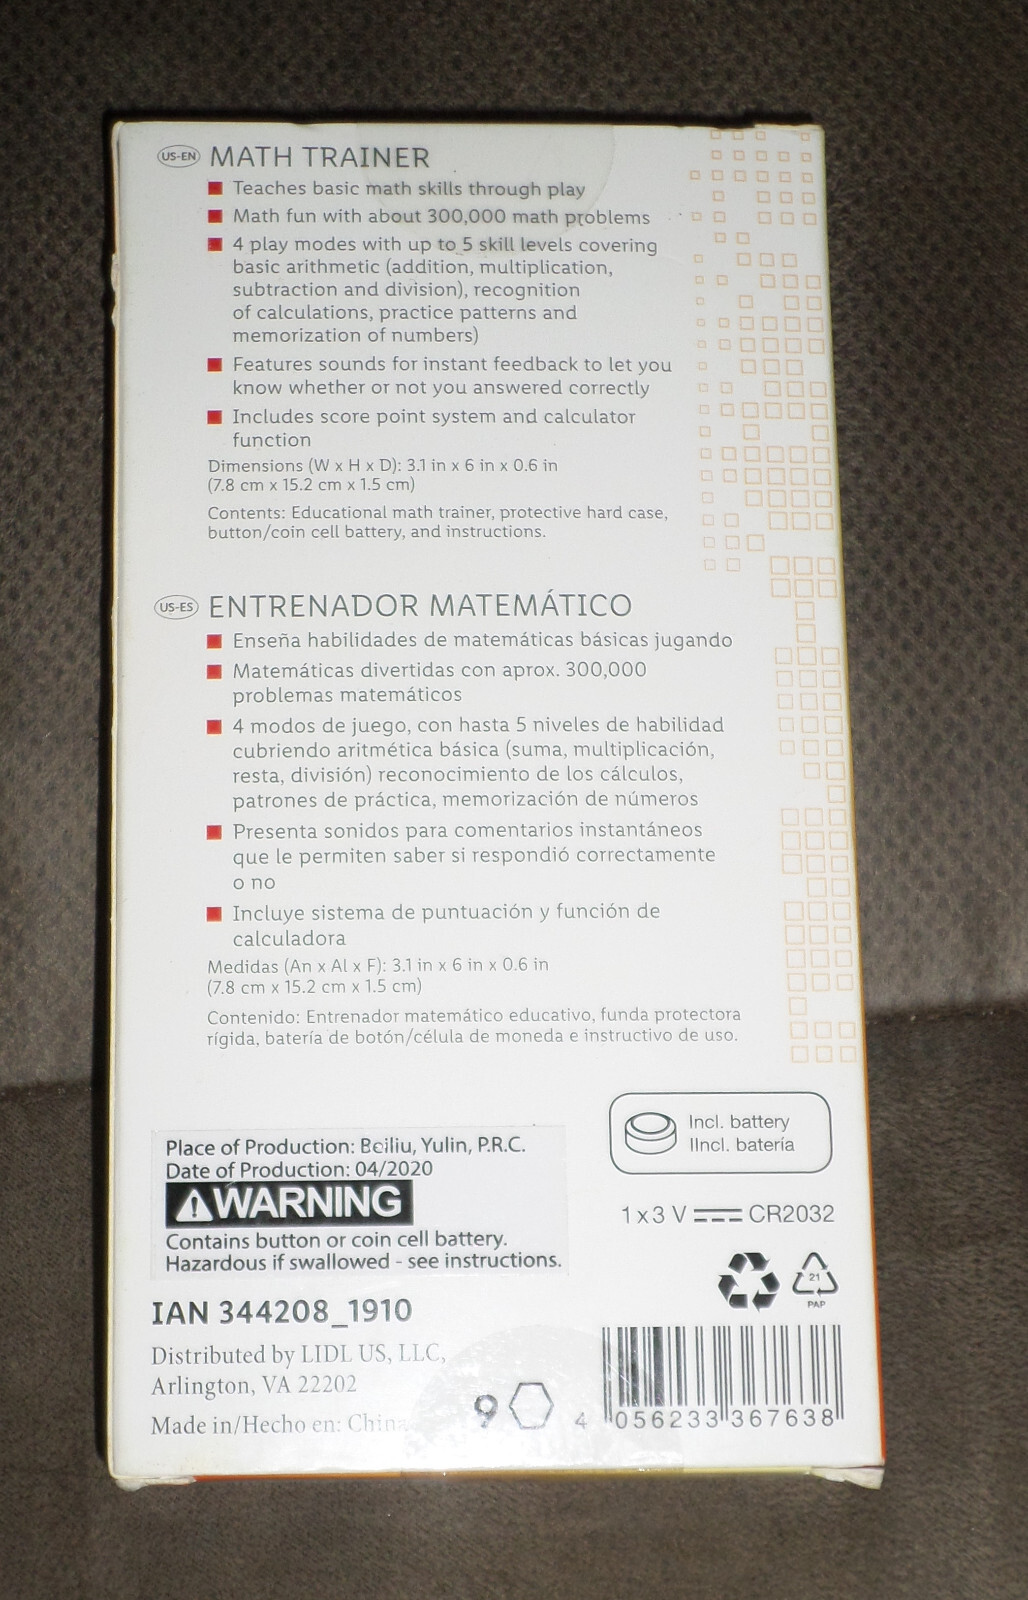 US-EN MATH TRAINER
Teaches basic math skills through play
Math fun with about 300,000 math problems
4 play modes with up to 5 skill levels covering
basic arithmetic (addition, multiplication,
subtraction and division), recognition
of calculations, practice patterns and
memorization of numbers)
Features sounds for instant feedback to let you
know whether or not you answered correctly
Includes score point system and calculator
function
Dimensions (W x H x D): 3.1 in x 6 in x 0.6 in
(7.8 cm x 15.2 cm x 1.5 cm)
Contents: Educational math trainer, protective hard case,
button/coin cell battery, and instructions.
US-ES ENTRENADOR MATEMÁTICO
Enseña habilidades de matemáticas básicas jugando
Matemáticas divertidas con aprox. 300,000
problemas matemáticos
4 modos de juego, con hasta 5 niveles de habilidad
cubriendo aritmética básica (suma, multiplicación,
resta, división) reconocimiento de los cálculos,
patrones de práctica, memorización de números
Presenta sonidos para comentarios instantáneos
que le permiten saber si respondió correctamente
o no
Incluye sistema de puntuación y función de
calculadora
Medidas (An x Al x F): 3.1 in x 6 in x 0.6 in
(7.8 cm x 15.2 cm x 1.5 cm)
Contenido: Entrenador matemático educativo, funda protectora
rígida, batería de botón/célula de moneda e instructivo de uso.
Incl. battery
IIncl. batería
Place of Production: Beiliu, Yulin, P.R.C.
Date of Production: 04/2020
WARNING
Contains button or coin cell battery.
Hazardous if swallowed - see instructions.
1 x 3 V CR2032
21
PAP
IAN 344208_1910
Distributed by LIDL US, LLC,
Arlington, VA 22202
Made in/Hecho en: China
9
4 056233 367638